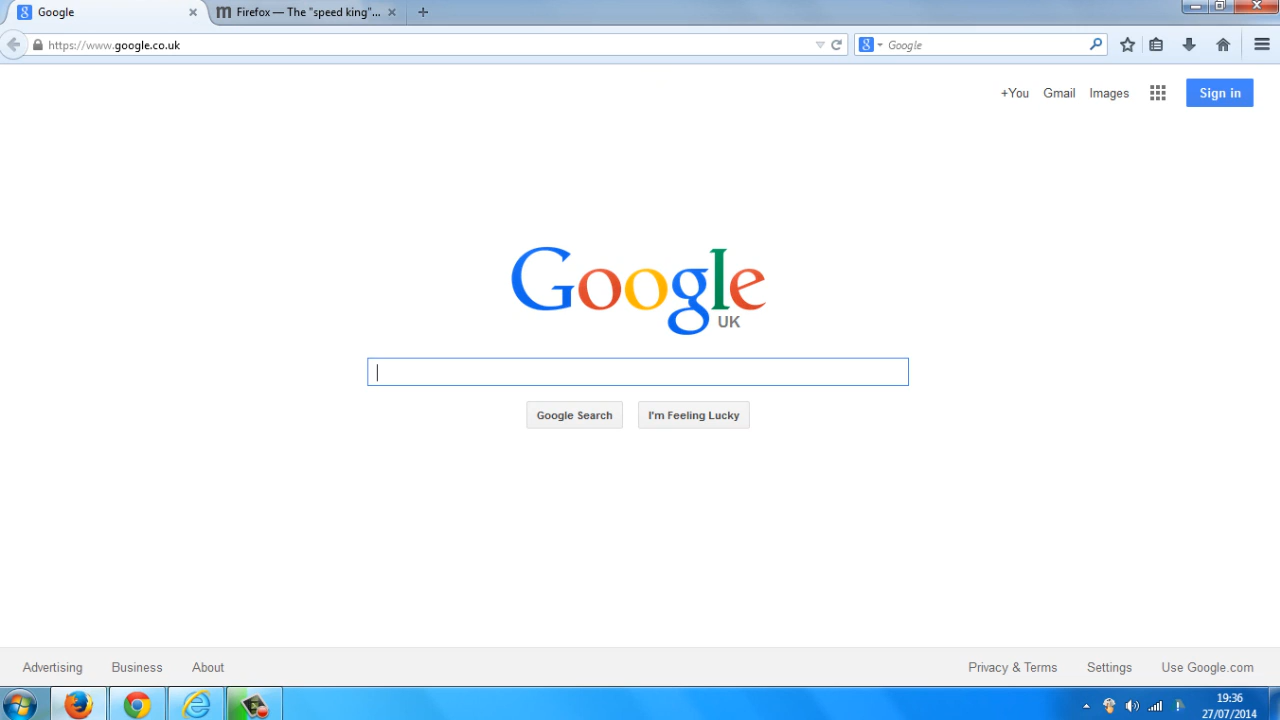 Google
Firefox — The "speed king"...
https://www.google.co.uk
Google
+You Gmail Images Sign in
Google
UK
Google Search I'm Feeling Lucky
Advertising Business About Privacy & Terms Settings Use Google.com
19:36
27/07/2014